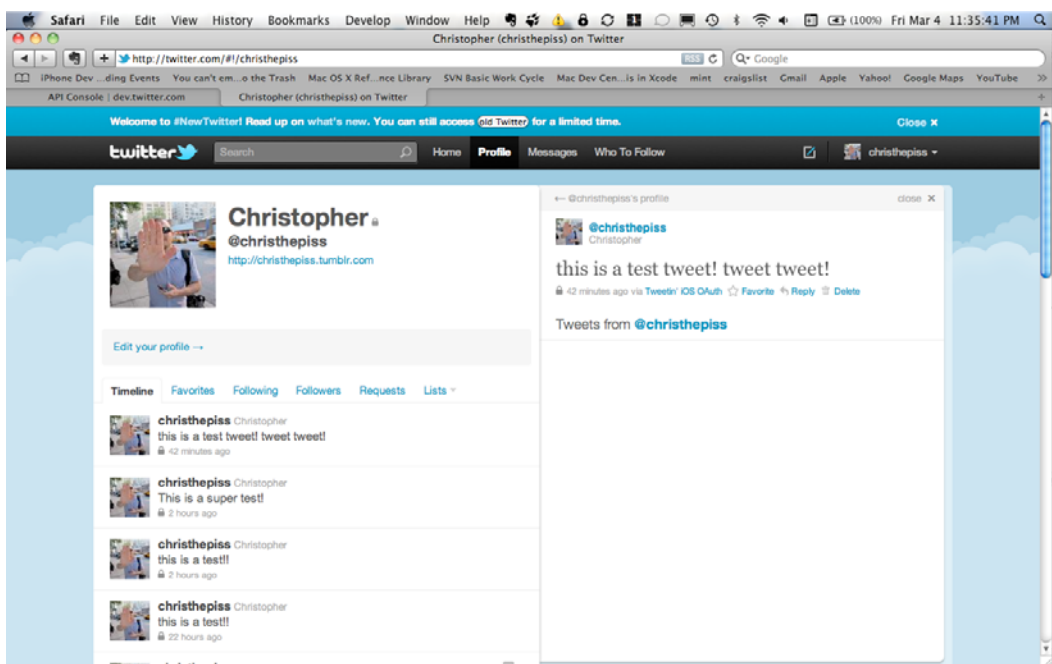 Safari File Edit View History Bookmarks Develop Window Help (100%) Fri Mar 4 11:35:41 PM
Christopher (christhepiss) on Twitter
http://twitter.com/#!/christhepiss RSS Google
iPhone Dev ...ding Events You can't em...o the Trash Mac OS X Ref...nce Library SVN Basic Work Cycle Mac Dev Cen...is in Xcode mint craigslist Gmail Apple Yahoo! Google Maps YouTube >>
API Console | dev.twitter.com Christopher (christhepiss) on Twitter
Welcome to #NewTwitter! Read up on what's new. You can still access old Twitter for a limited time. Close x
twitter Search Home Profile Messages Who To Follow christhepiss
Christopher
@christhepiss
http://christhepiss.tumblr.com
Edit your profile →
Timeline Favorites Following Followers Requests Lists
christhepiss Christopher
this is a test tweet! tweet tweet!
42 minutes ago
christhepiss Christopher
This is a super test!
2 hours ago
christhepiss Christopher
this is a test!!
2 hours ago
christhepiss Christopher
this is a test!!
22 hours ago
← @christhepiss's profile close x
@christhepiss
Christopher
this is a test tweet! tweet tweet!
42 minutes ago via Tweetin' iOS OAuth Favorite Reply Delete
Tweets from @christhepiss